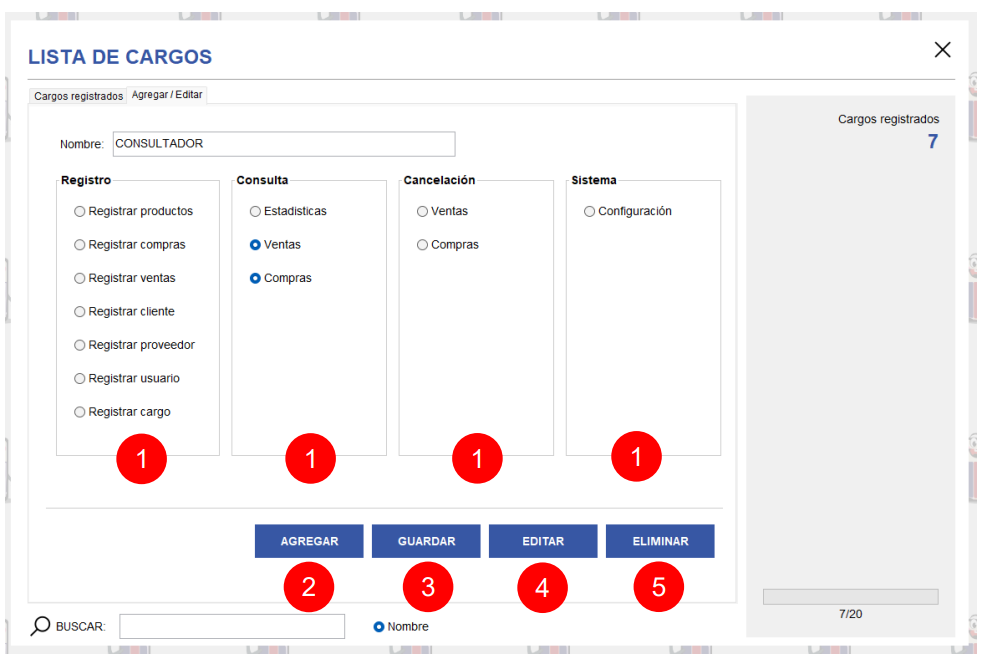 LISTA DE CARGOS
Cargos registrados Agregar / Editar
Cargos registrados
7
Nombre: CONSULTADOR
Registro
Registrar productos
Registrar compras
Registrar ventas
Registrar cliente
Registrar proveedor
Registrar usuario
Registrar cargo
1
Consulta
Estadisticas
Ventas
Compras
1
Cancelación
Ventas
Compras
1
Sistema
Configuración
1
AGREGAR GUARDAR EDITAR ELIMINAR
2 3 4 5
7/20
BUSCAR: Nombre